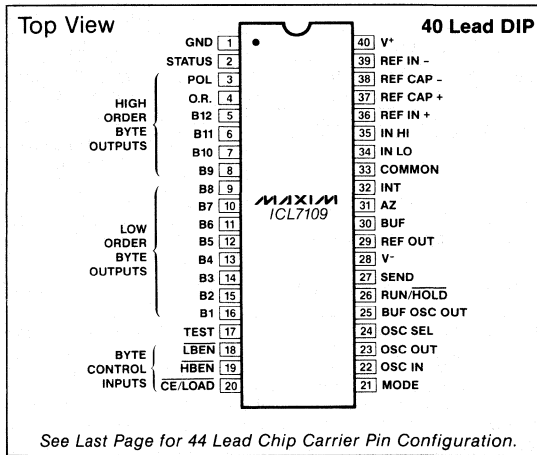 Top View
40 Lead DIP
GND 1
STATUS 2
POL 3
O.R. 4
B12 5
B11 6
B10 7
B9 8
B8 9
B7 10
B6 11
B5 12
B4 13
B3 14
B2 15
B1 16
TEST 17
LBEN 18
HBEN 19
CE/LOAD 20
HIGH
ORDER
BYTE
OUTPUTS
LOW
ORDER
BYTE
OUTPUTS
BYTE
CONTROL
INPUTS
MAXIM
ICL7109
40 V+
39 REF IN -
38 REF CAP -
37 REF CAP +
36 REF IN +
35 IN HI
34 IN LO
33 COMMON
32 INT
31 AZ
30 BUF
29 REF OUT
28 V-
27 SEND
26 RUN/HOLD
25 BUF OSC OUT
24 OSC SEL
23 OSC OUT
22 OSC IN
21 MODE
See Last Page for 44 Lead Chip Carrier Pin Configuration.